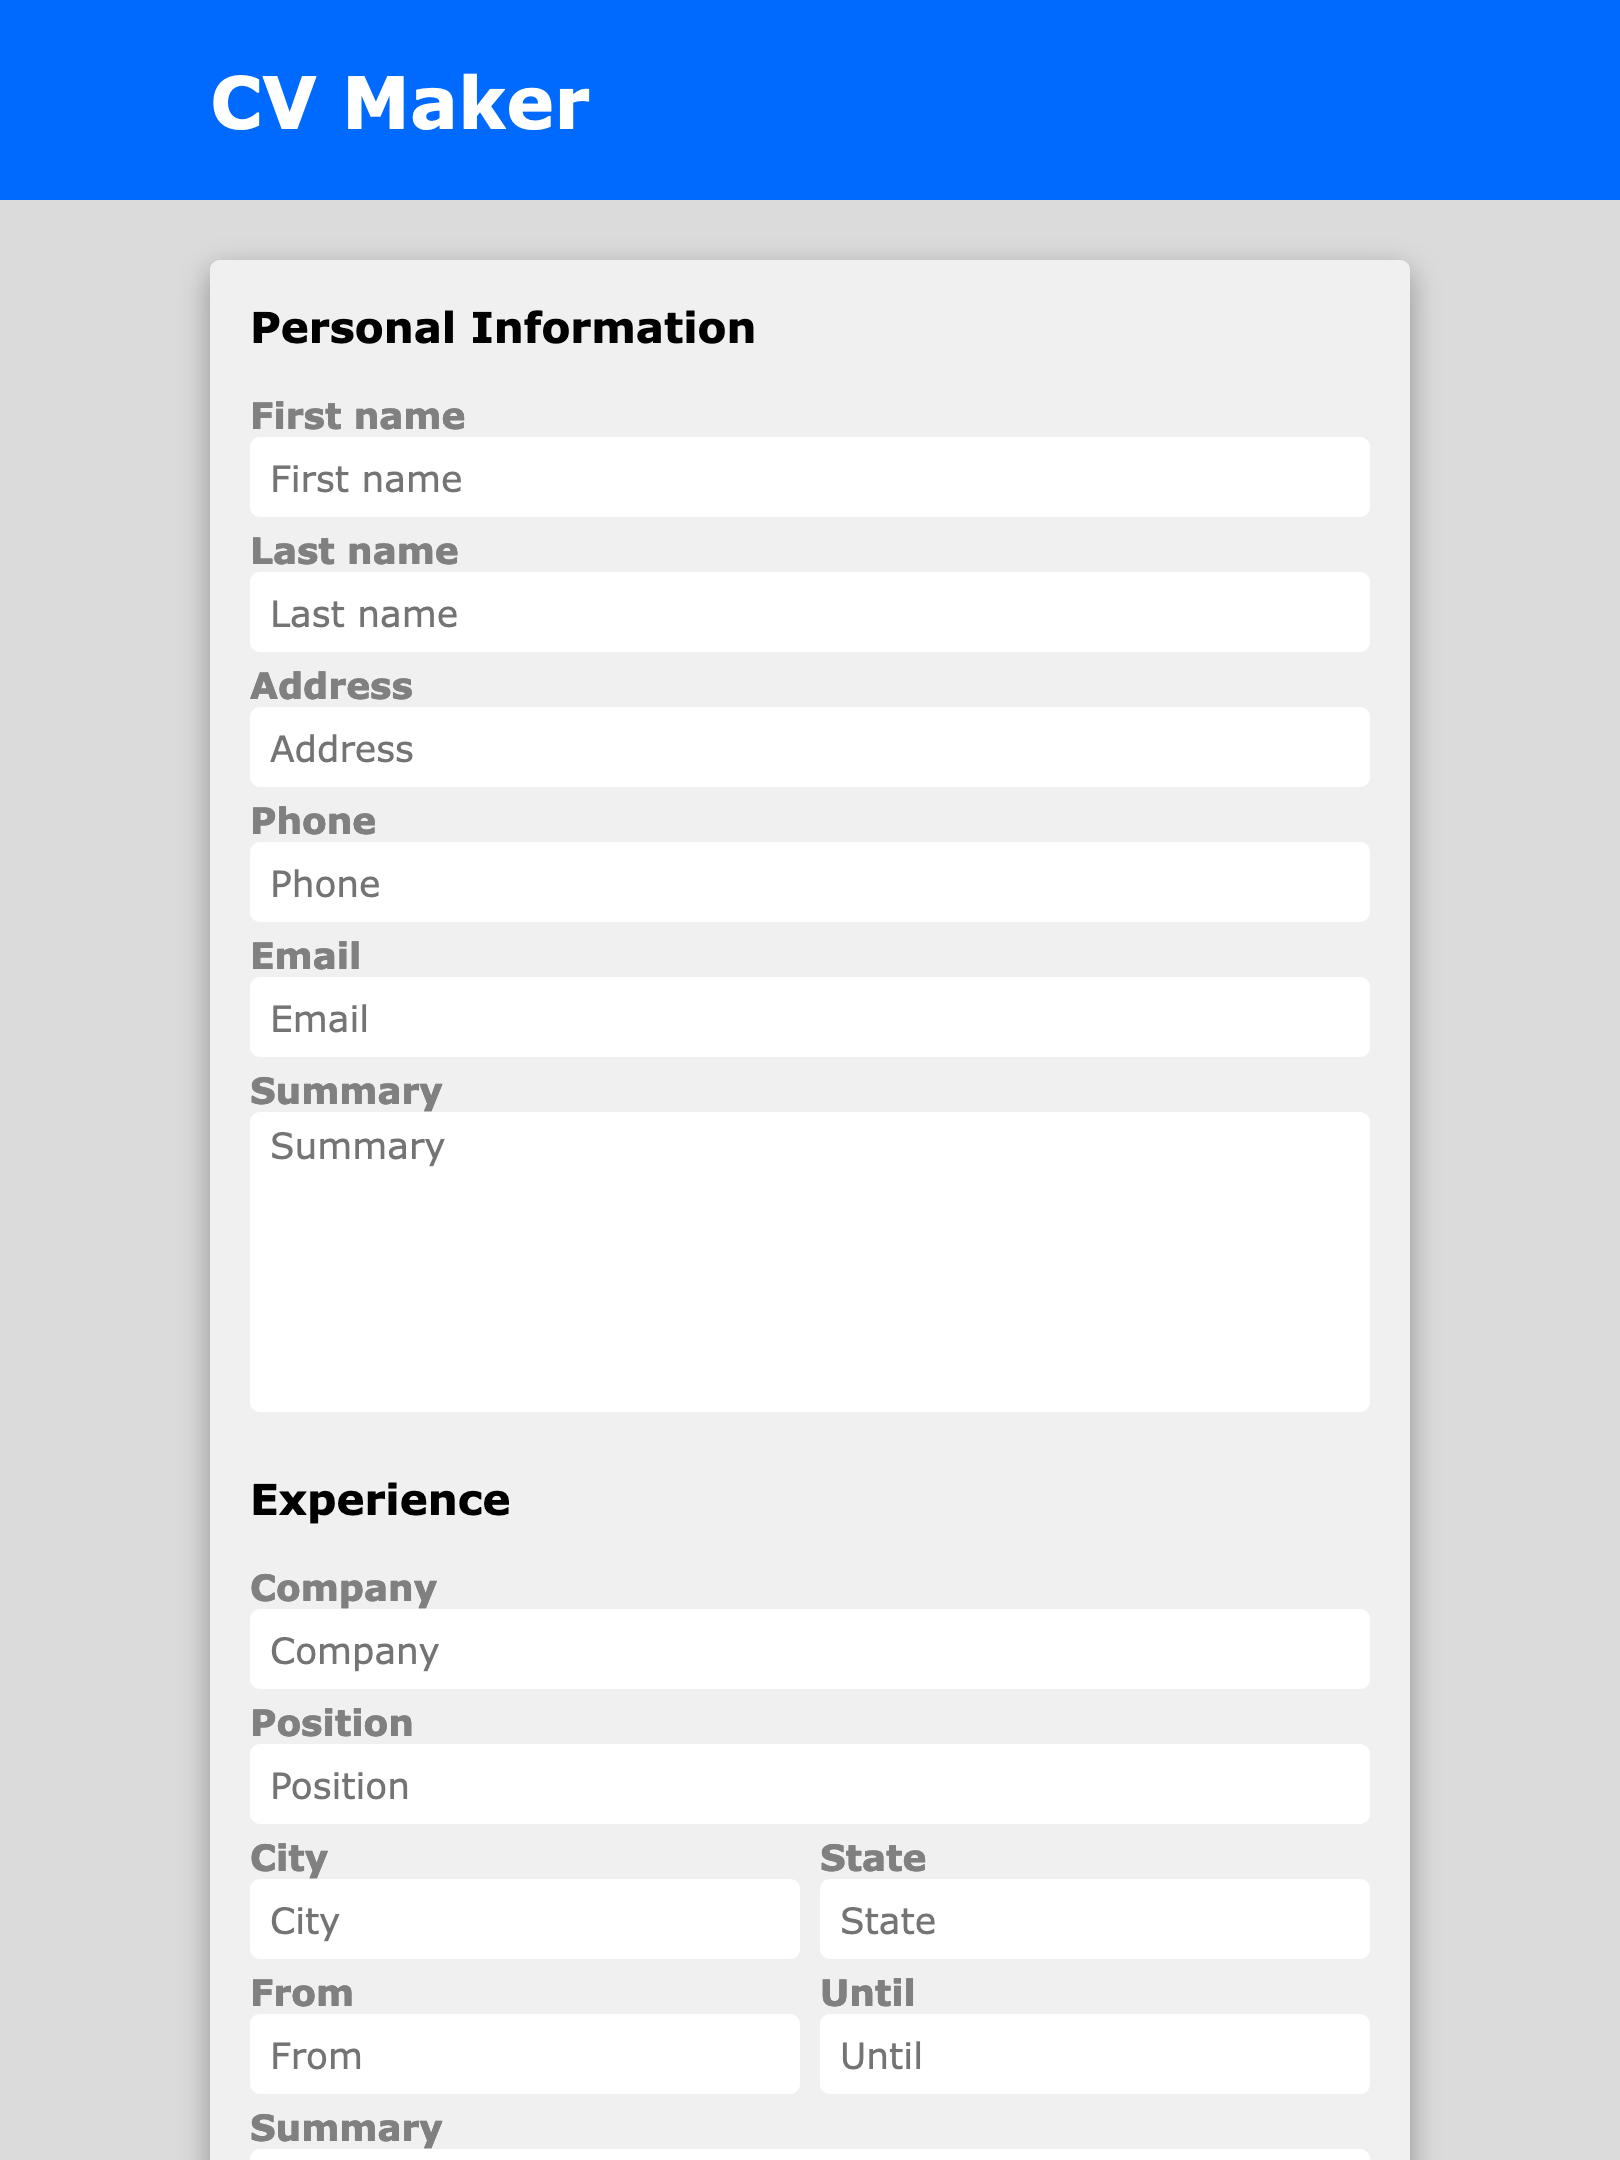 CV Maker
Personal Information
First name
First name
Last name
Last name
Address
Address
Phone
Phone
Email
Email
Summary
Summary
Experience
Company
Company
Position
Position
City State
City State
From Until
From Until
Summary